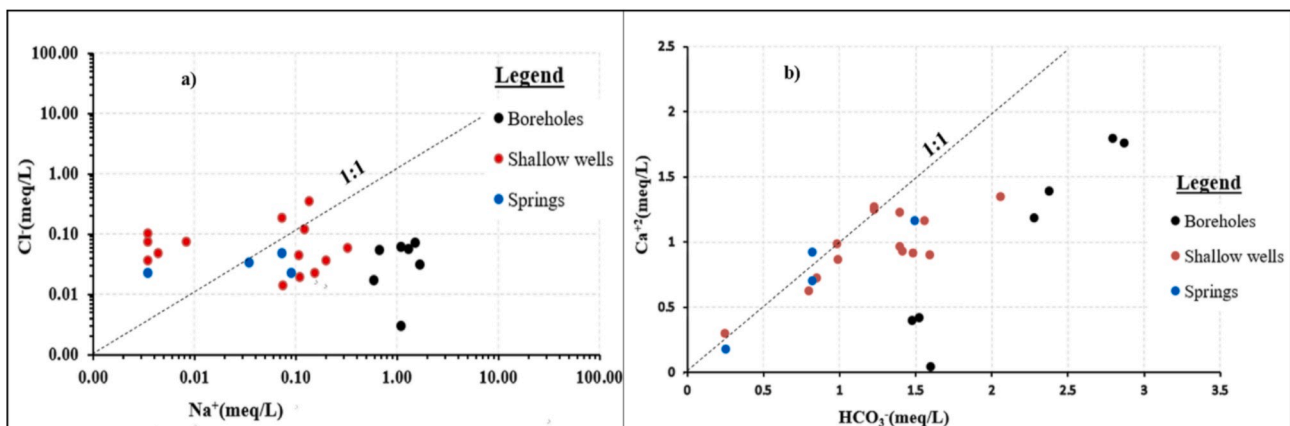 a)
100.00
10.00
1.00
0.10
0.01
0.00
Cl⁻(meq/L)
0.00 0.01 0.10 1.00 10.00 100.00
Na⁺(meq/L)
1:1
Legend
Boreholes
Shallow wells
Springs
b)
2.5
2
1.5
1
0.5
0
Ca⁺²(meq/L)
0 0.5 1 1.5 2 2.5 3 3.5
HCO₃⁻(meq/L)
1:1
Legend
Boreholes
Shallow wells
Springs